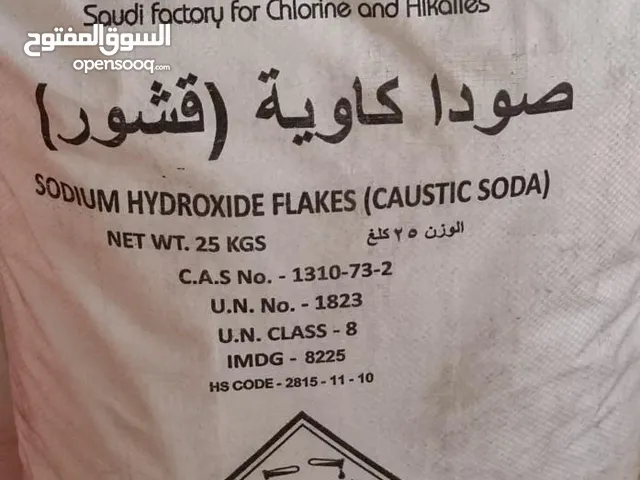 Saudi factory for Chlorine and Alkalies
السوق المفتوح
opensooq.com
صودا كاوية (قشور)
SODIUM HYDROXIDE FLAKES (CAUSTIC SODA)
NET WT. 25 KGS الوزن ٢٥ كلغ
C.A.S No. - 1310-73-2
U.N. No. - 1823
U.N. CLASS - 8
IMDG - 8225
HS CODE - 2815 - 11 - 10